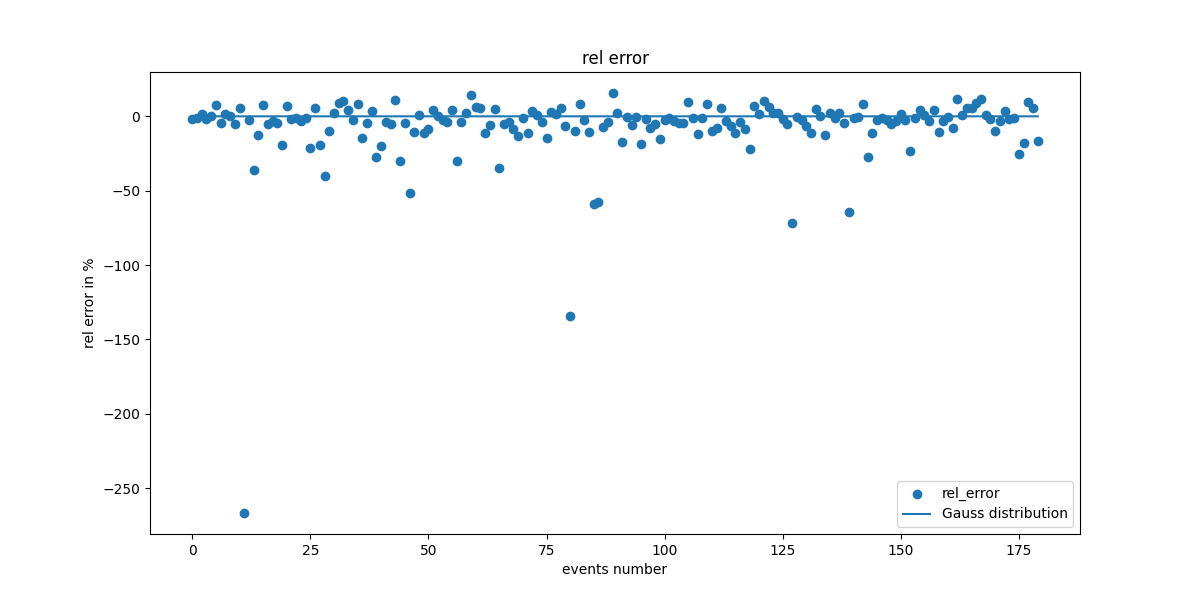 rel error
rel error in %
0
−50
−100
−150
−200
−250
0
25
50
75
100
125
150
175
events number
rel_error
Gauss distribution